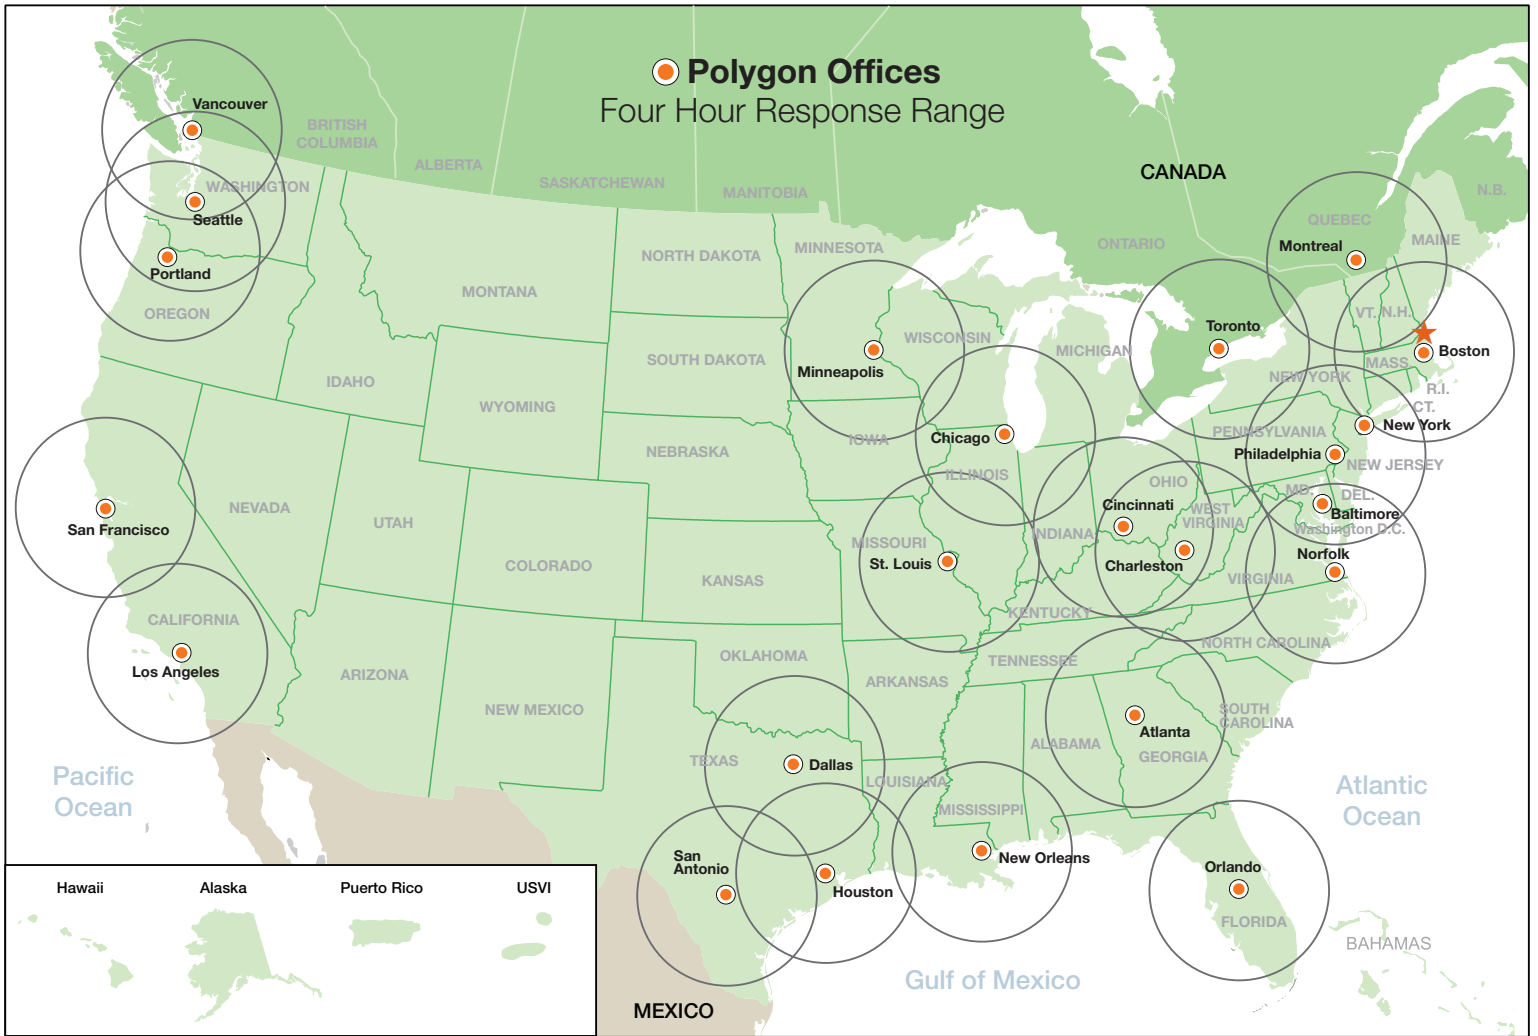 Polygon Offices
Four Hour Response Range
Vancouver
BRITISH
COLUMBIA
ALBERTA
SASKATCHEWAN
MANITOBIA
CANADA
ONTARIO
QUEBEC
N.B.
MAINE
Montreal
WASHINGTON
Seattle
Portland
OREGON
MONTANA
NORTH DAKOTA
MINNESOTA
SOUTH DAKOTA
IDAHO
WYOMING
Minneapolis
WISCONSIN
MICHIGAN
Toronto
VT.
N.H.
Boston
MASS
NEW YORK
R.I.
CT.
New York
IOWA
Chicago
NEBRASKA
ILLINOIS
PENNSYLVANIA
Philadelphia
NEW JERSEY
OHIO
MD.
DEL.
Baltimore
Washington D.C.
WEST
VIRGINIA
Cincinnati
INDIANA
Charleston
Norfolk
VIRGINIA
San Francisco
NEVADA
UTAH
COLORADO
KANSAS
MISSOURI
St. Louis
KENTUCKY
CALIFORNIA
Los Angeles
ARIZONA
NEW MEXICO
OKLAHOMA
ARKANSAS
TENNESSEE
NORTH CAROLINA
SOUTH
CAROLINA
Atlanta
ALABAMA
GEORGIA
TEXAS
Dallas
LOUISIANA
MISSISSIPPI
Pacific
Ocean
Atlantic
Ocean
San
Antonio
Houston
New Orleans
Orlando
FLORIDA
BAHAMAS
Gulf of Mexico
MEXICO
Hawaii
Alaska
Puerto Rico
USVI